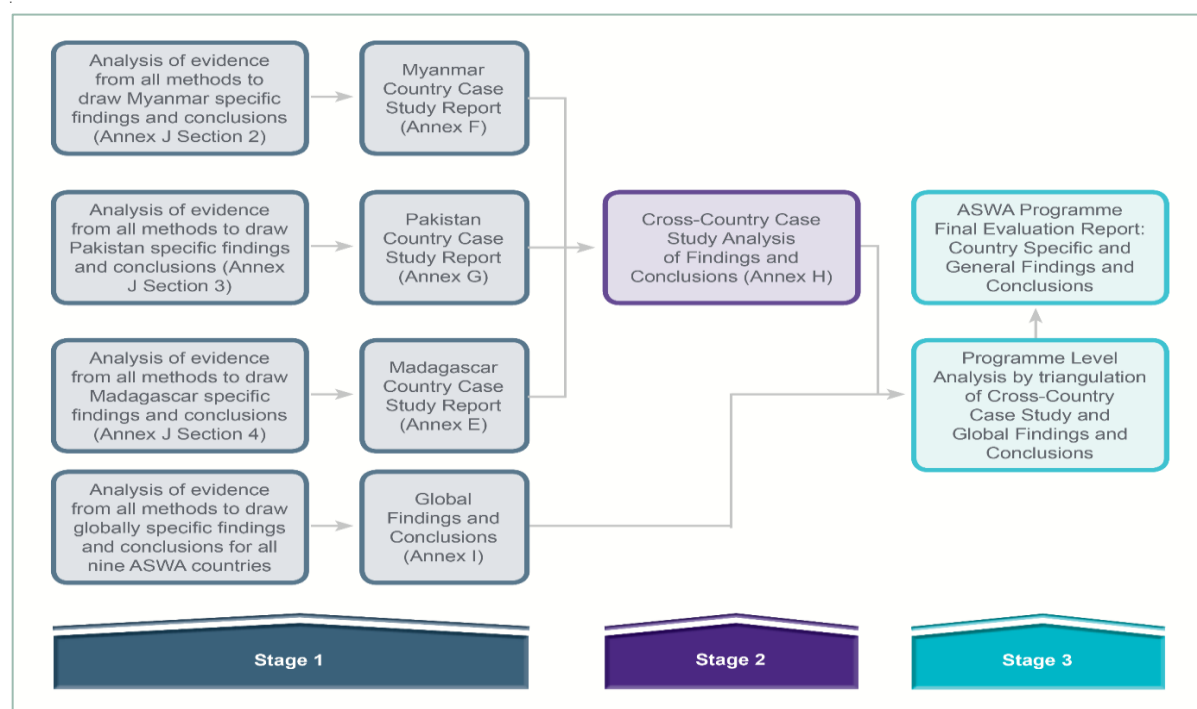 Analysis of evidence
from all methods to
draw Myanmar specific
findings and conclusions
(Annex J Section 2)
Myanmar
Country Case
Study Report
(Annex F)
Analysis of evidence
from all methods to draw
Pakistan specific findings
and conclusions (Annex
J Section 3)
Pakistan
Country Case
Study Report
(Annex G)
Cross-Country Case
Study Analysis
of Findings and
Conclusions (Annex H)
ASWA Programme
Final Evaluation Report:
Country Specific and
General Findings and
Conclusions
Analysis of evidence
from all methods to draw
Madagascar specific
findings and conclusions
(Annex J Section 4)
Madagascar
Country Case
Study Report
(Annex E)
Programme Level
Analysis by triangulation
of Cross-Country
Case Study and
Global Findings and
Conclusions
Analysis of evidence
from all methods to draw
globally specific findings
and conclusions for all
nine ASWA countries
Global
Findings and
Conclusions
(Annex I)
Stage 1
Stage 2
Stage 3